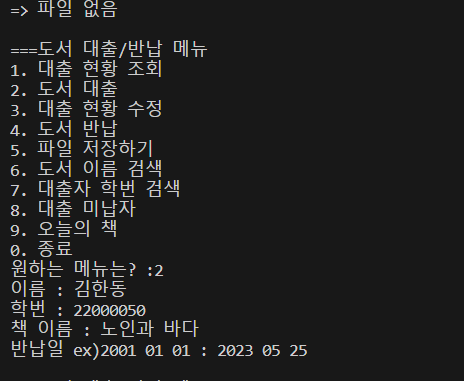 => 파일 없음
===도서 대출/반납 메뉴
1. 대출 현황 조회
2. 도서 대출
3. 대출 현황 수정
4. 도서 반납
5. 파일 저장하기
6. 도서 이름 검색
7. 대출자 학번 검색
8. 대출 미납자
9. 오늘의 책
0. 종료
원하는 메뉴는? :2
이름 : 김한동
학번 : 22000050
책 이름 : 노인과 바다
반납일 ex)2001 01 01 : 2023 05 25